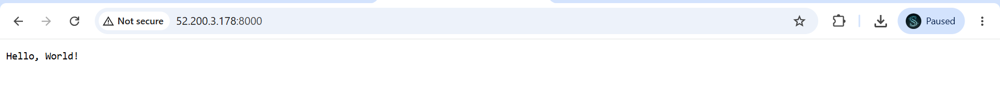 Not secure 52.200.3.178:8000 Paused
Hello, World!